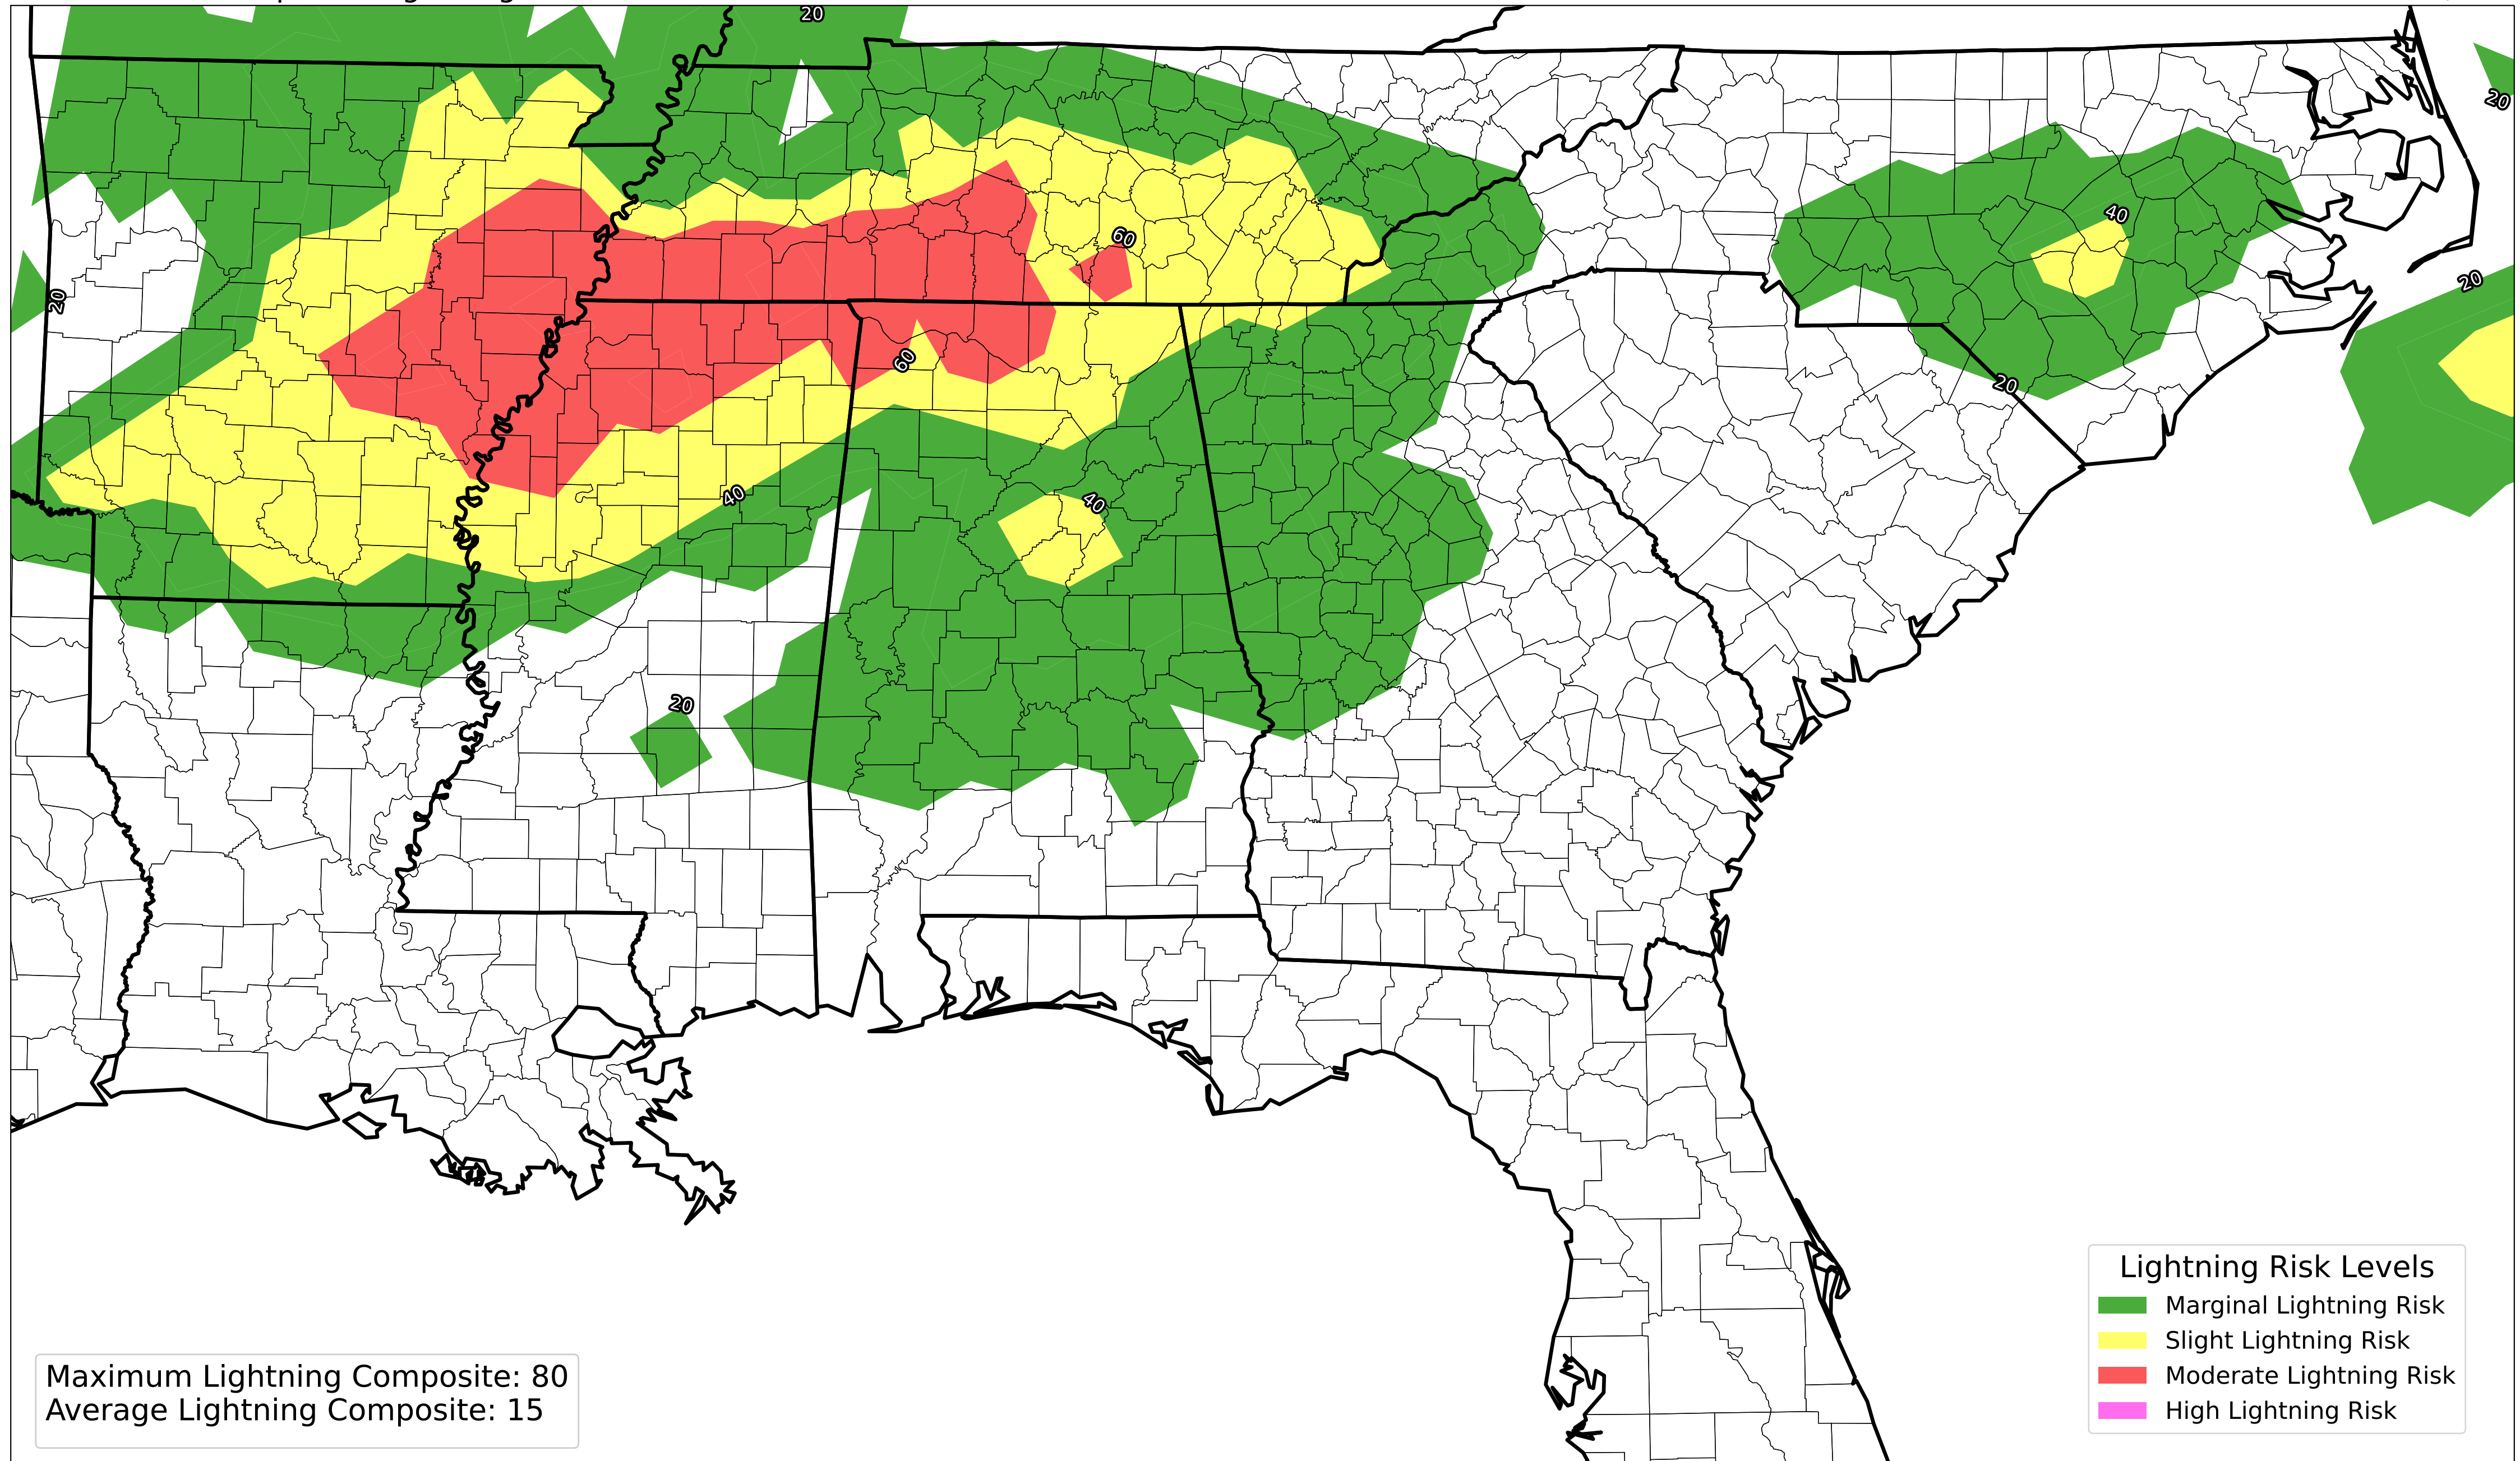 20
20
40
60
20
20
60
20
40
40
20
Lightning Risk Levels
Marginal Lightning Risk
Slight Lightning Risk
Moderate Lightning Risk
High Lightning Risk
Maximum Lightning Composite: 80
Average Lightning Composite: 15